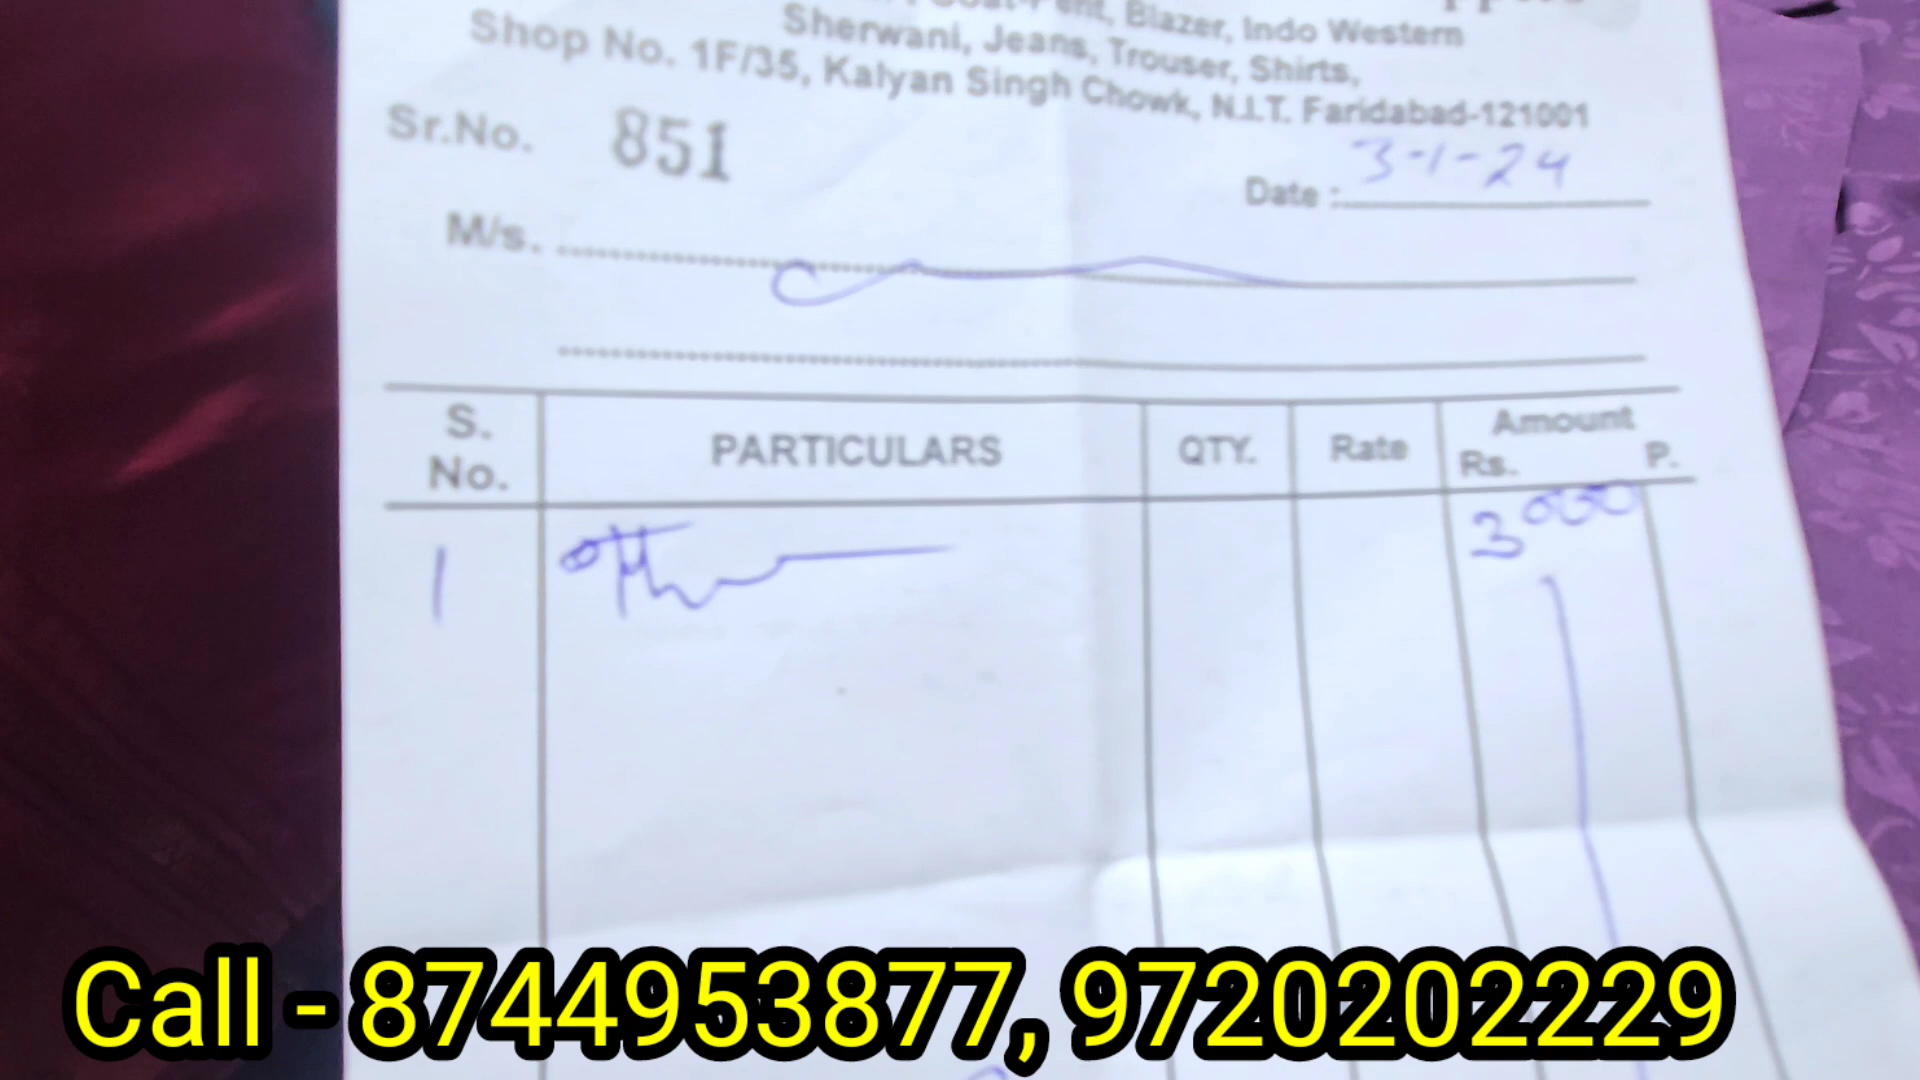 Blazer, Indo Western
Sherwani, Jeans, Trouser, Shirts,
Shop No. 1F/35, Kalyan Singh Chowk, N.I.T. Faridabad-121001
Sr.No. 851
Date : 3-1-24
M/s.
S. No. PARTICULARS QTY. Rate Amount Rs. P.
1 3000
Call - 8744953877, 9720202229